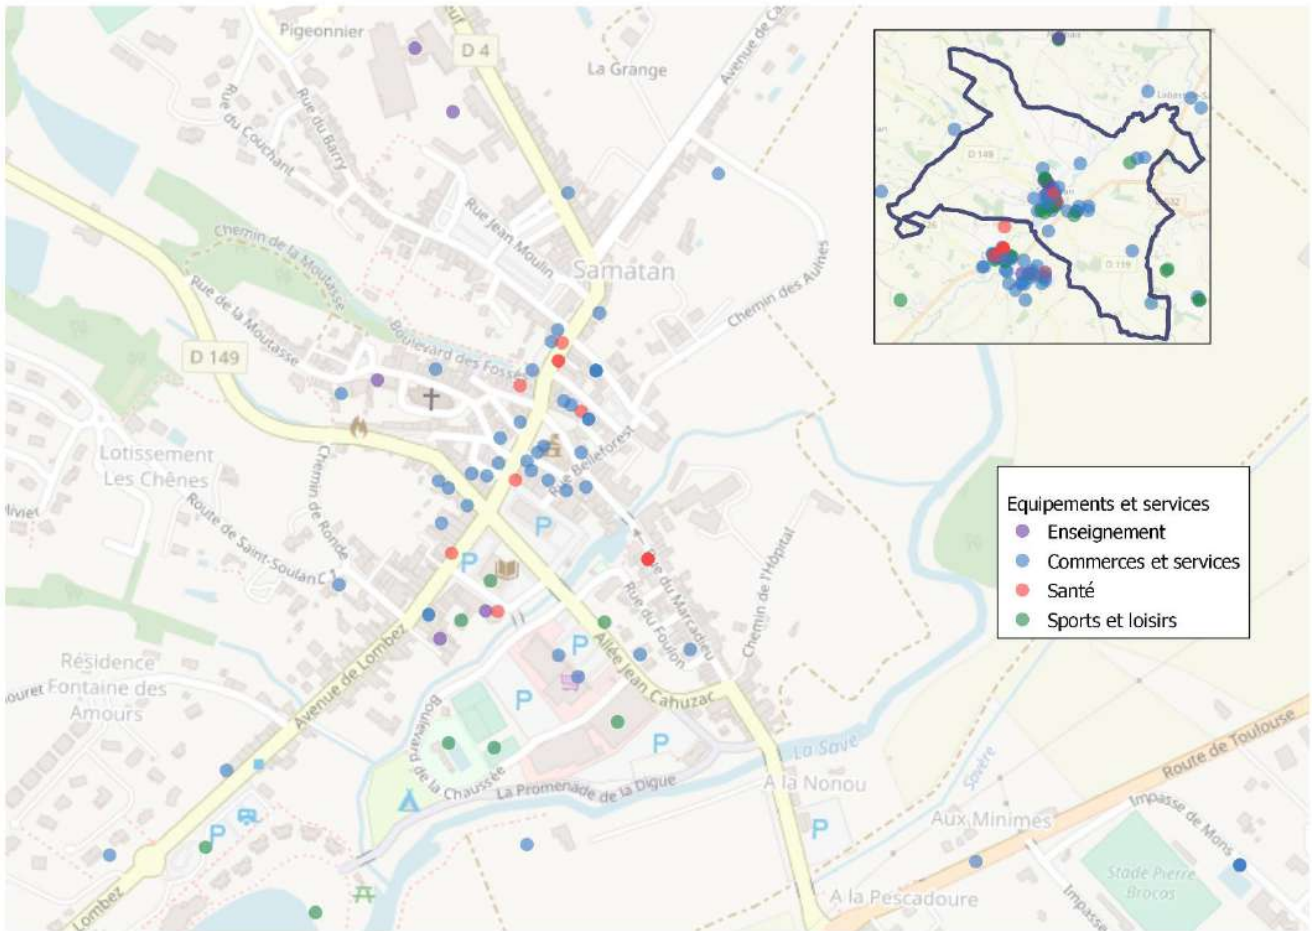 Pigeonnier
D 4
La Grange
Avenue de Ca
Rue du Couchant
Rue du Barry
Rue Jean Moulin
Chemin de la Moutasse
Samatan
Rue de la Moutasse
Boulevard des Fossés
Chemin des Aulnes
D 149
Lotissement
Les Chênes
Chemin de Ronde
Rue Belleforest
Route de Saint-Soulan
P
P
Chemin de l'Hôpital
Rue du Marcadieu
Rue du Foulon
Résidence
Fontaine des
Amours
ouret
Avenue de Lombez
P
P
Allée Jean Cahuzac
Boulevard de la Chaussée
P
La Promenade de la Digue
La Save
A la Nonou
P
P
Lombez
Savère
Route de Toulouse
Aux Minimes
Impasse de Mons
Stade Pierre
Brocas
A la Pescadoure
Impasse
D 149
D 119
632
Equipements et services
Enseignement
Commerces et services
Santé
Sports et loisirs